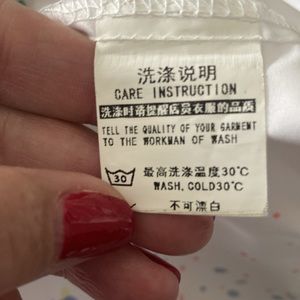 洗涤说明
CARE INSTRUCTION
洗涤时请提醒店员衣服的品质
TELL THE QUALITY OF YOUR GARMENT
TO THE WORKMAN OF WASH
30
最高洗涤温度30℃
WASH, COLD30℃
不可漂白